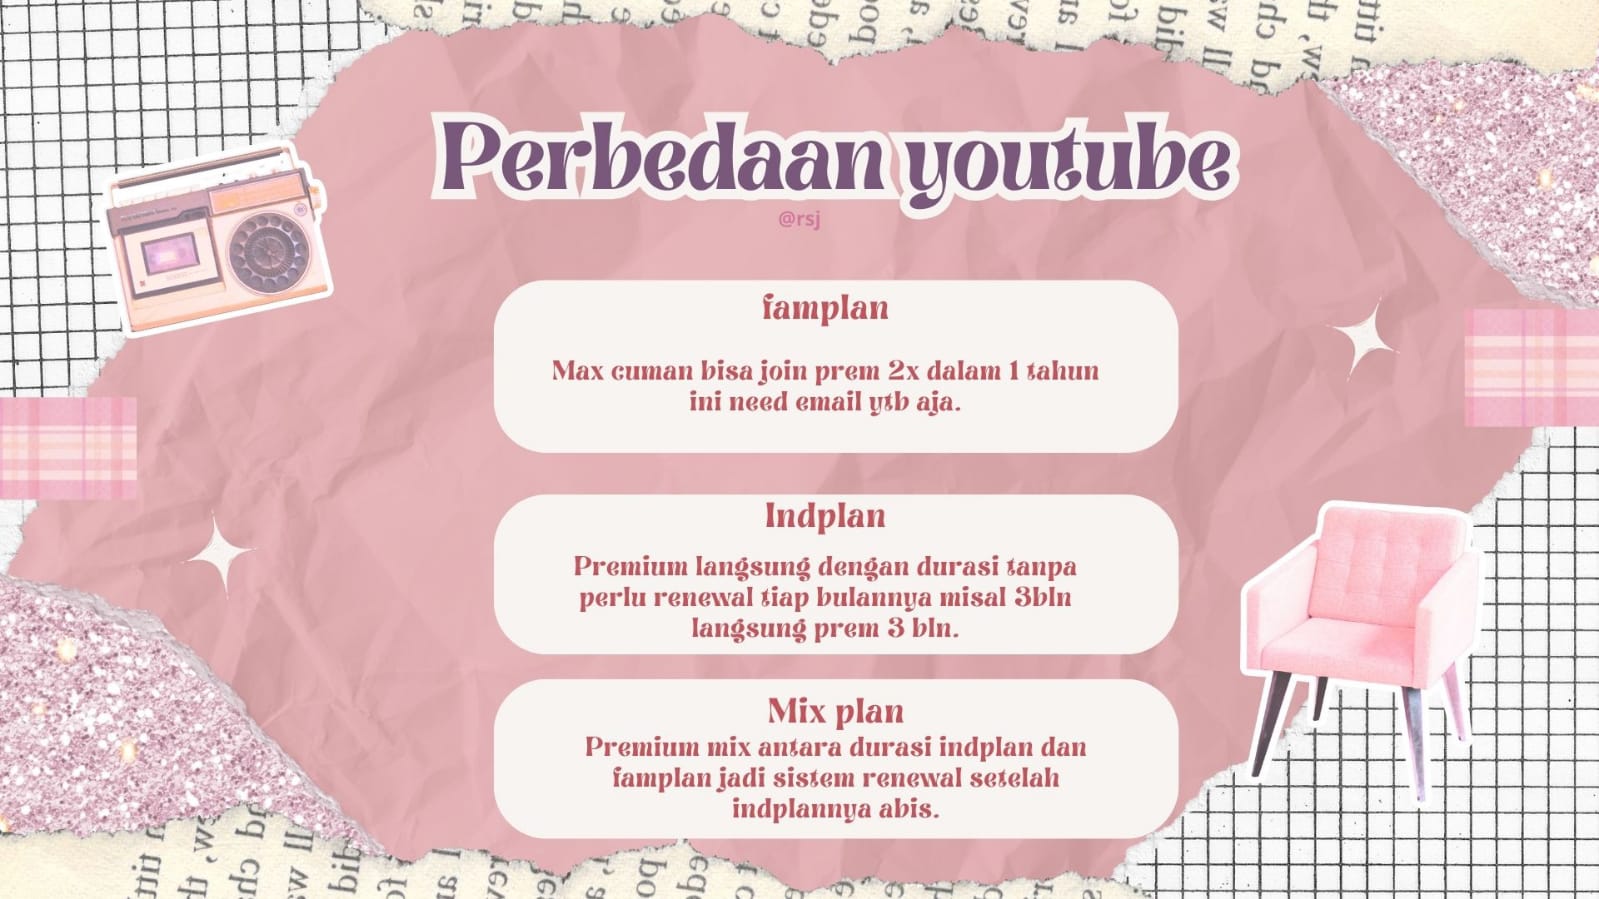 Perbedaan youtube
@rsj
famplan
Max cuman bisa join prem 2x dalam 1 tahun
ini need email ytb aja.
Indplan
Premium langsung dengan durasi tanpa
perlu renewal tiap bulannya misal 3bln
langsung prem 3 bln.
Mix plan
Premium mix antara durasi indplan dan
famplan jadi sistem renewal setelah
indplannya abis.